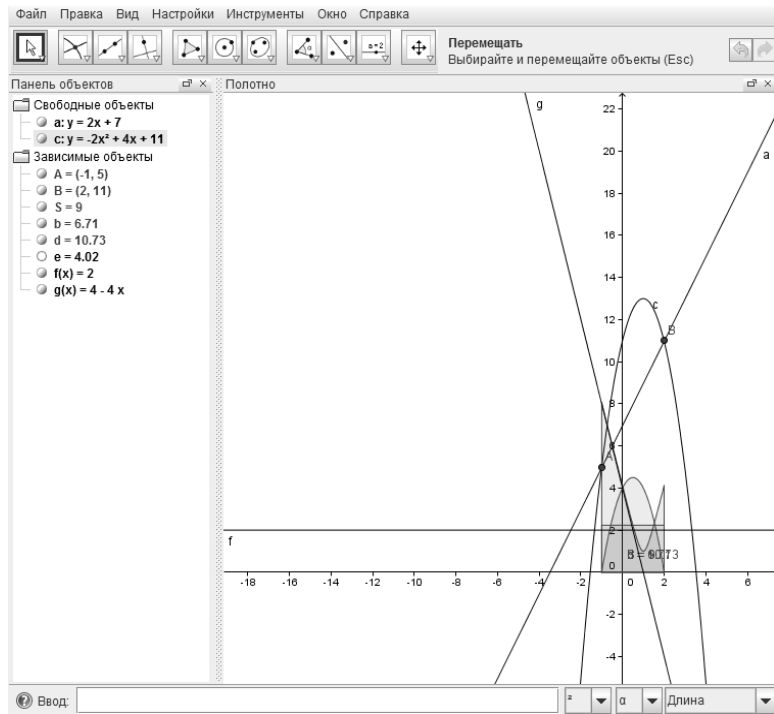 Файл Правка Вид Настройки Инструменты Окно Справка
a=2
Перемещать
Выбирайте и перемещайте объекты (Esc)
Панель объектов
Полотно
Свободные объекты
a: y = 2x + 7
c: y = -2x² + 4x + 11
Зависимые объекты
A = (-1, 5)
B = (2, 11)
S = 9
b = 6.71
d = 10.73
e = 4.02
f(x) = 2
g(x) = 4 - 4 x
g
22
20
a
18
16
14
c
12
B
10
8
A
4
2
f
0
-18 -16 -14 -12 -10 -8 -6 -4 -2 0 2 4 6
-2
-4
Ввод:
²
α
Длина